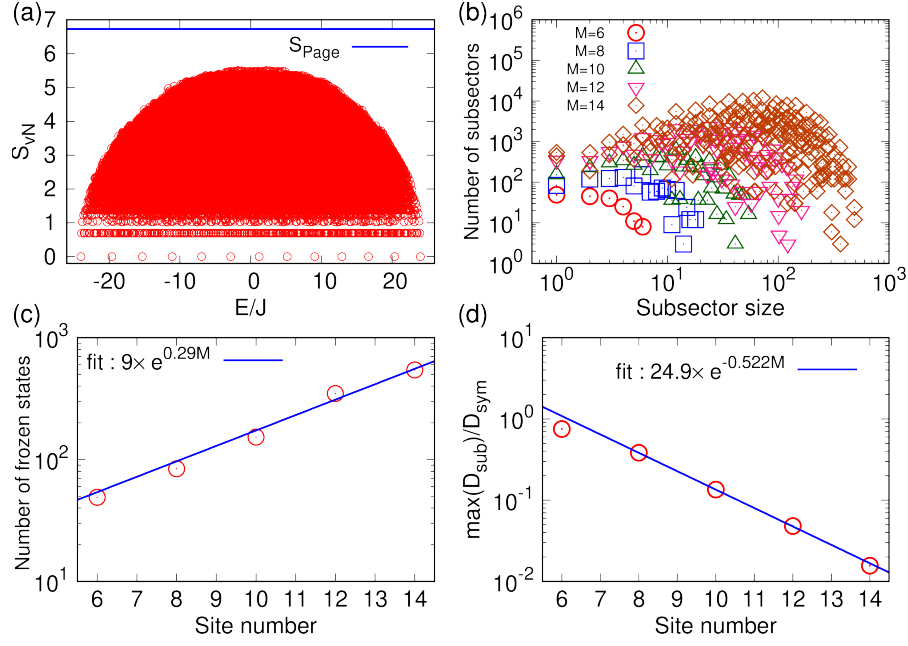 (a)
7
6
5
4
3
2
1
0
S_VN
S_Page
-20 -10 0 10 20
E/J
(b)
10^6
10^5
10^4
10^3
10^2
10^1
10^0
Number of subsectors
M=6
M=8
M=10
M=12
M=14
10^0 10^1 10^2 10^3
Subsector size
(c)
10^3
10^2
10^1
Number of frozen states
fit : 9× e^0.29M
6 7 8 9 10 11 12 13 14
Site number
(d)
10^1
10^0
10^-1
10^-2
max(D_sub)/D_sym
fit : 24.9× e^-0.522M
6 7 8 9 10 11 12 13 14
Site number